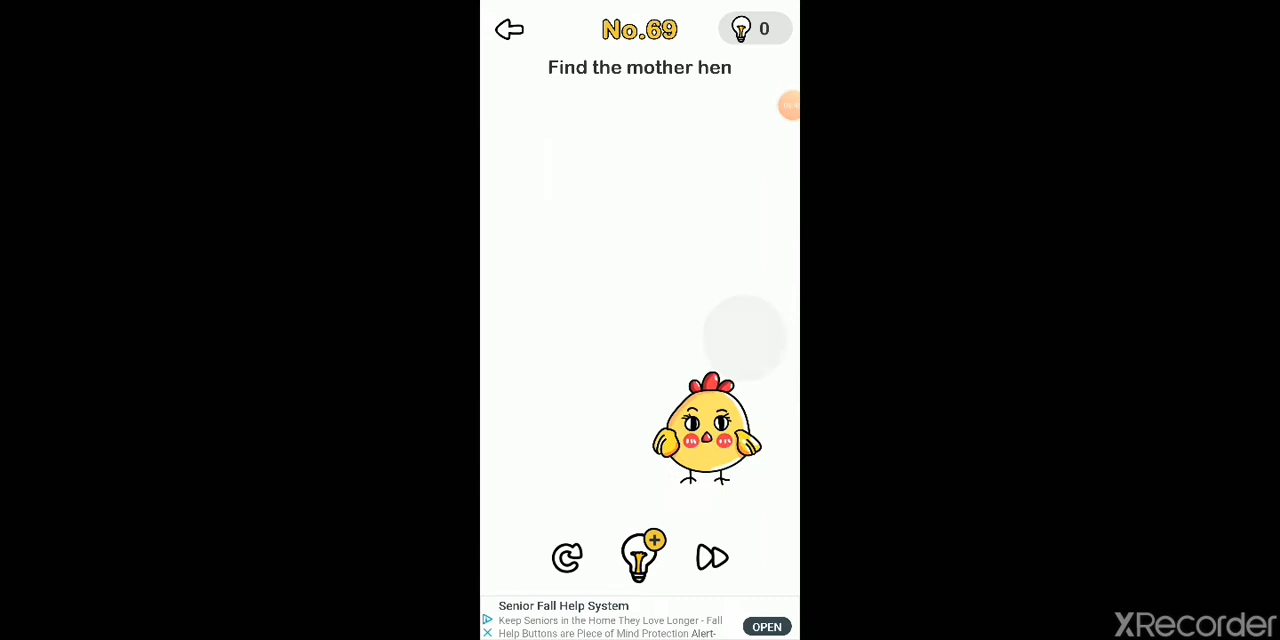 No.69
0
Find the mother hen
Senior Fall Help System
Keep Seniors in the Home They Love Longer - Fall
Help Buttons are Piece of Mind Protection Alert-
OPEN
XRecorder